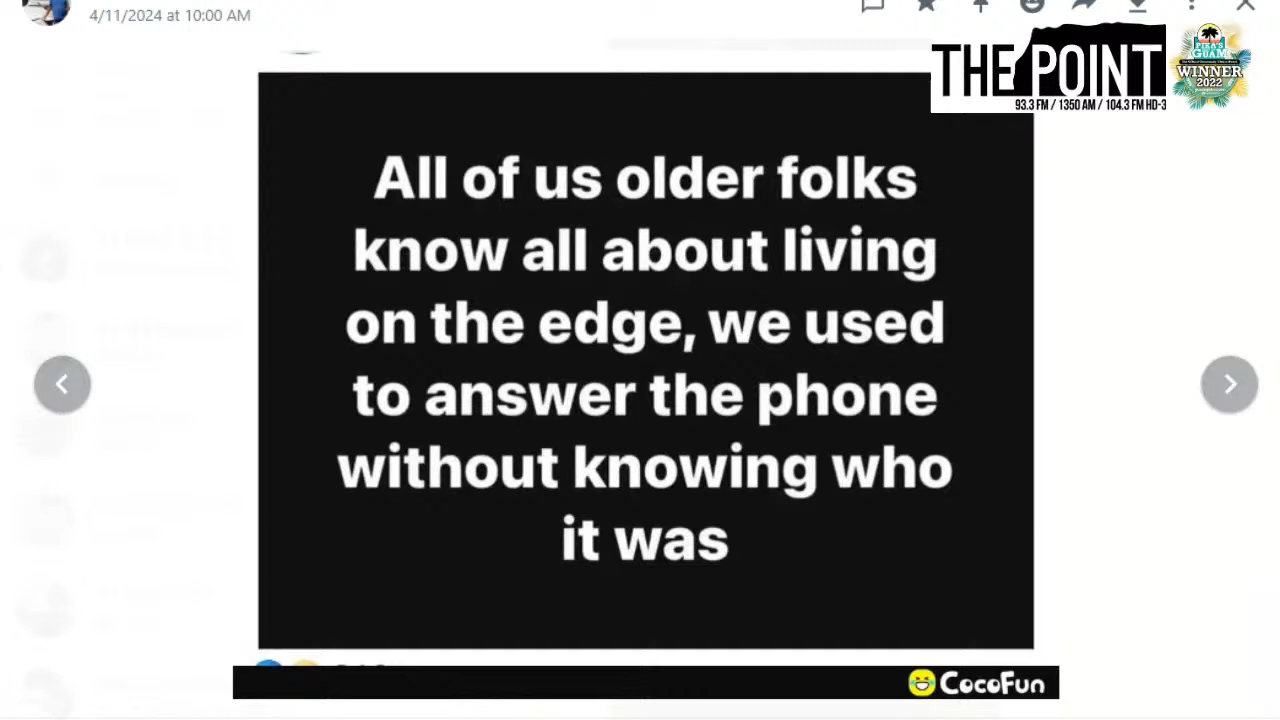 4/11/2024 at 10:00 AM
THE POINT
93.3 FM / 1350 AM / 104.3 FM HD-3
GUAM
WINNER
2022
All of us older folks
know all about living
on the edge, we used
to answer the phone
without knowing who
it was
CocoFun